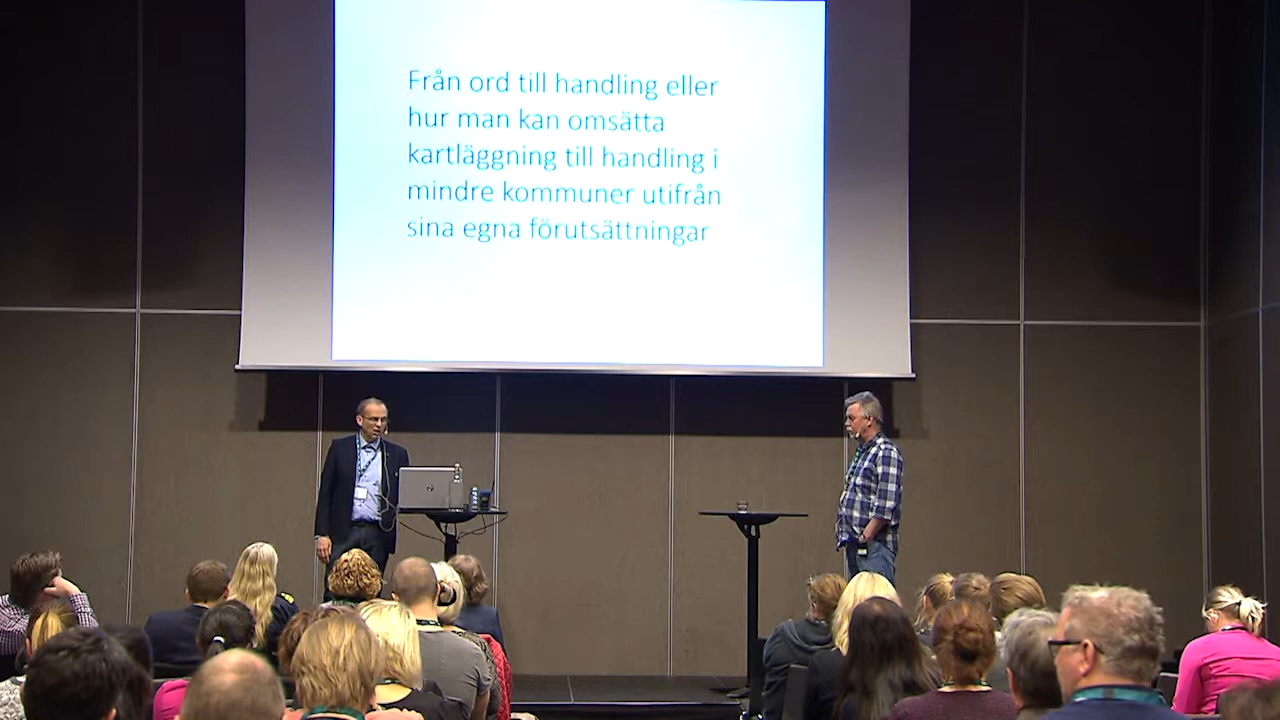 Från ord till handling eller
hur man kan omsätta
kartläggning till handling i
mindre kommuner utifrån
sina egna förutsättningar